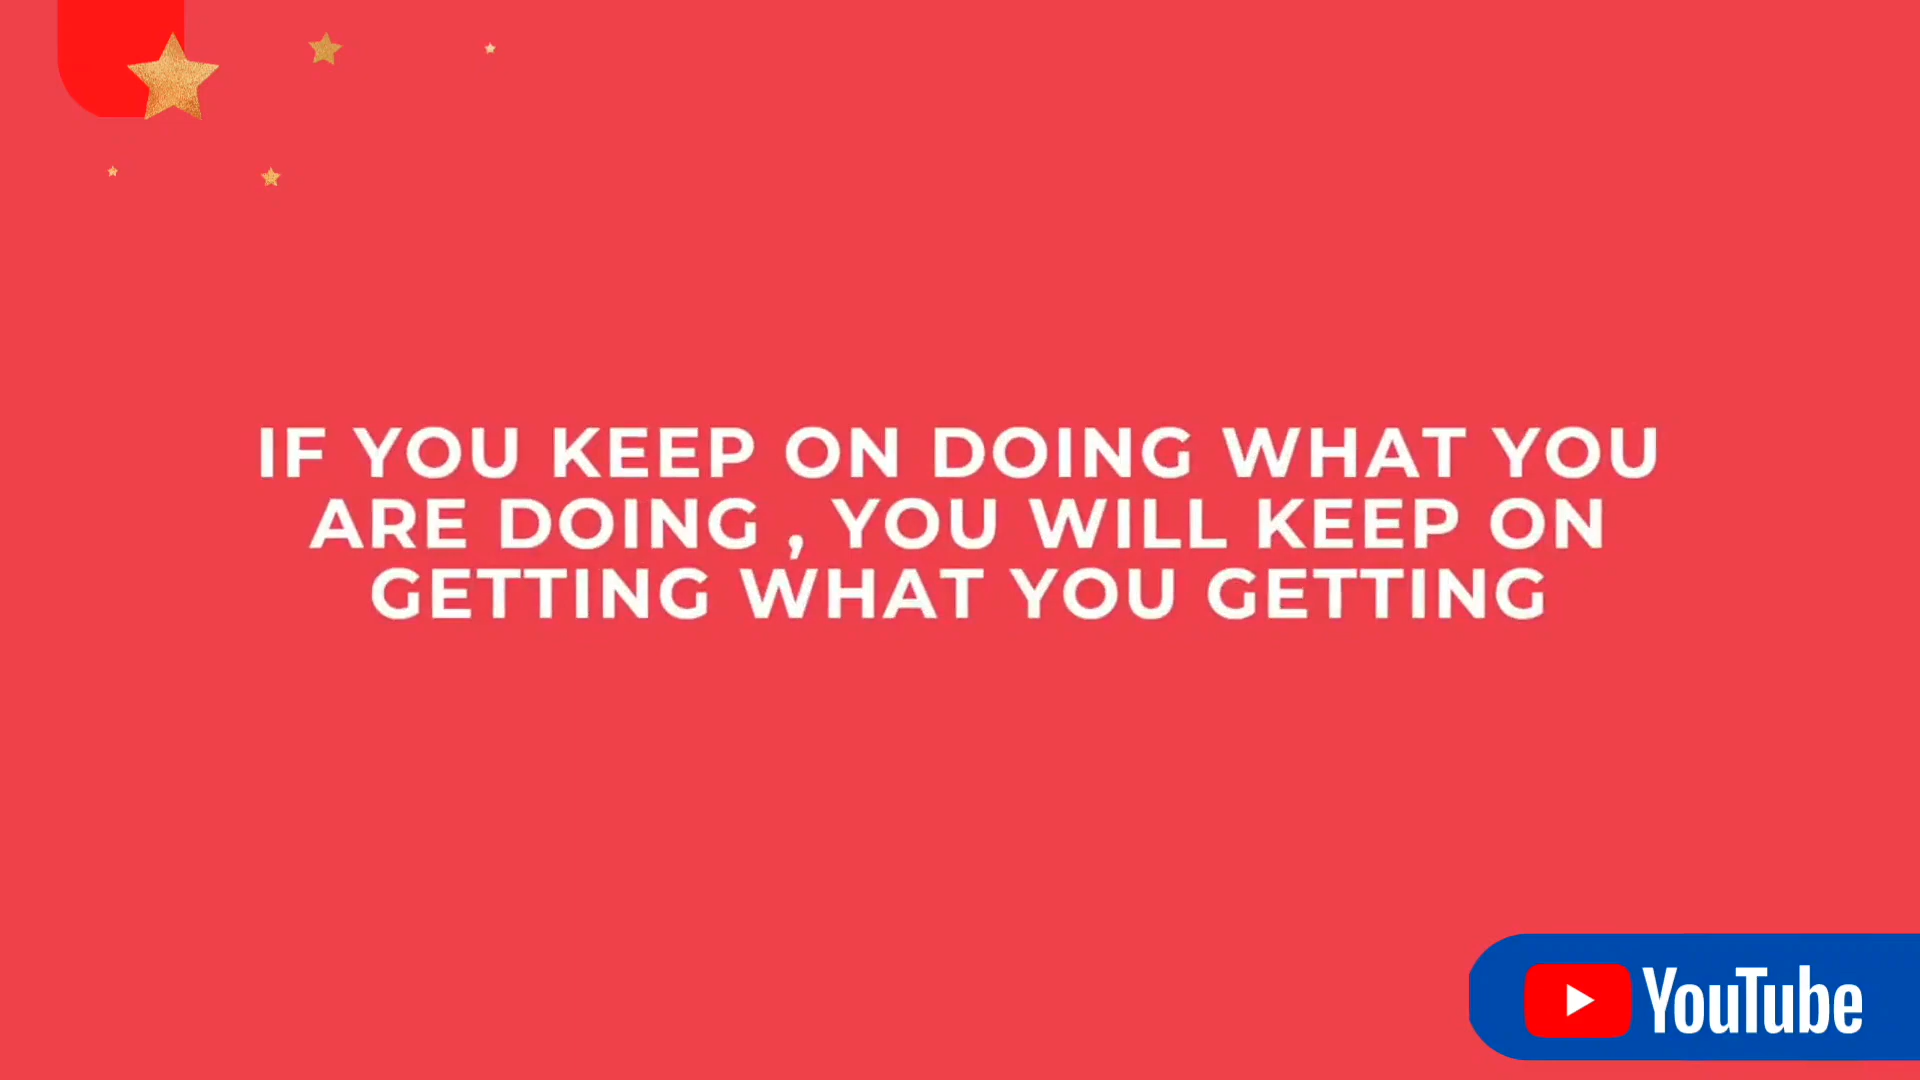 IF YOU KEEP ON DOING WHAT YOU
ARE DOING , YOU WILL KEEP ON
GETTING WHAT YOU GETTING
YouTube